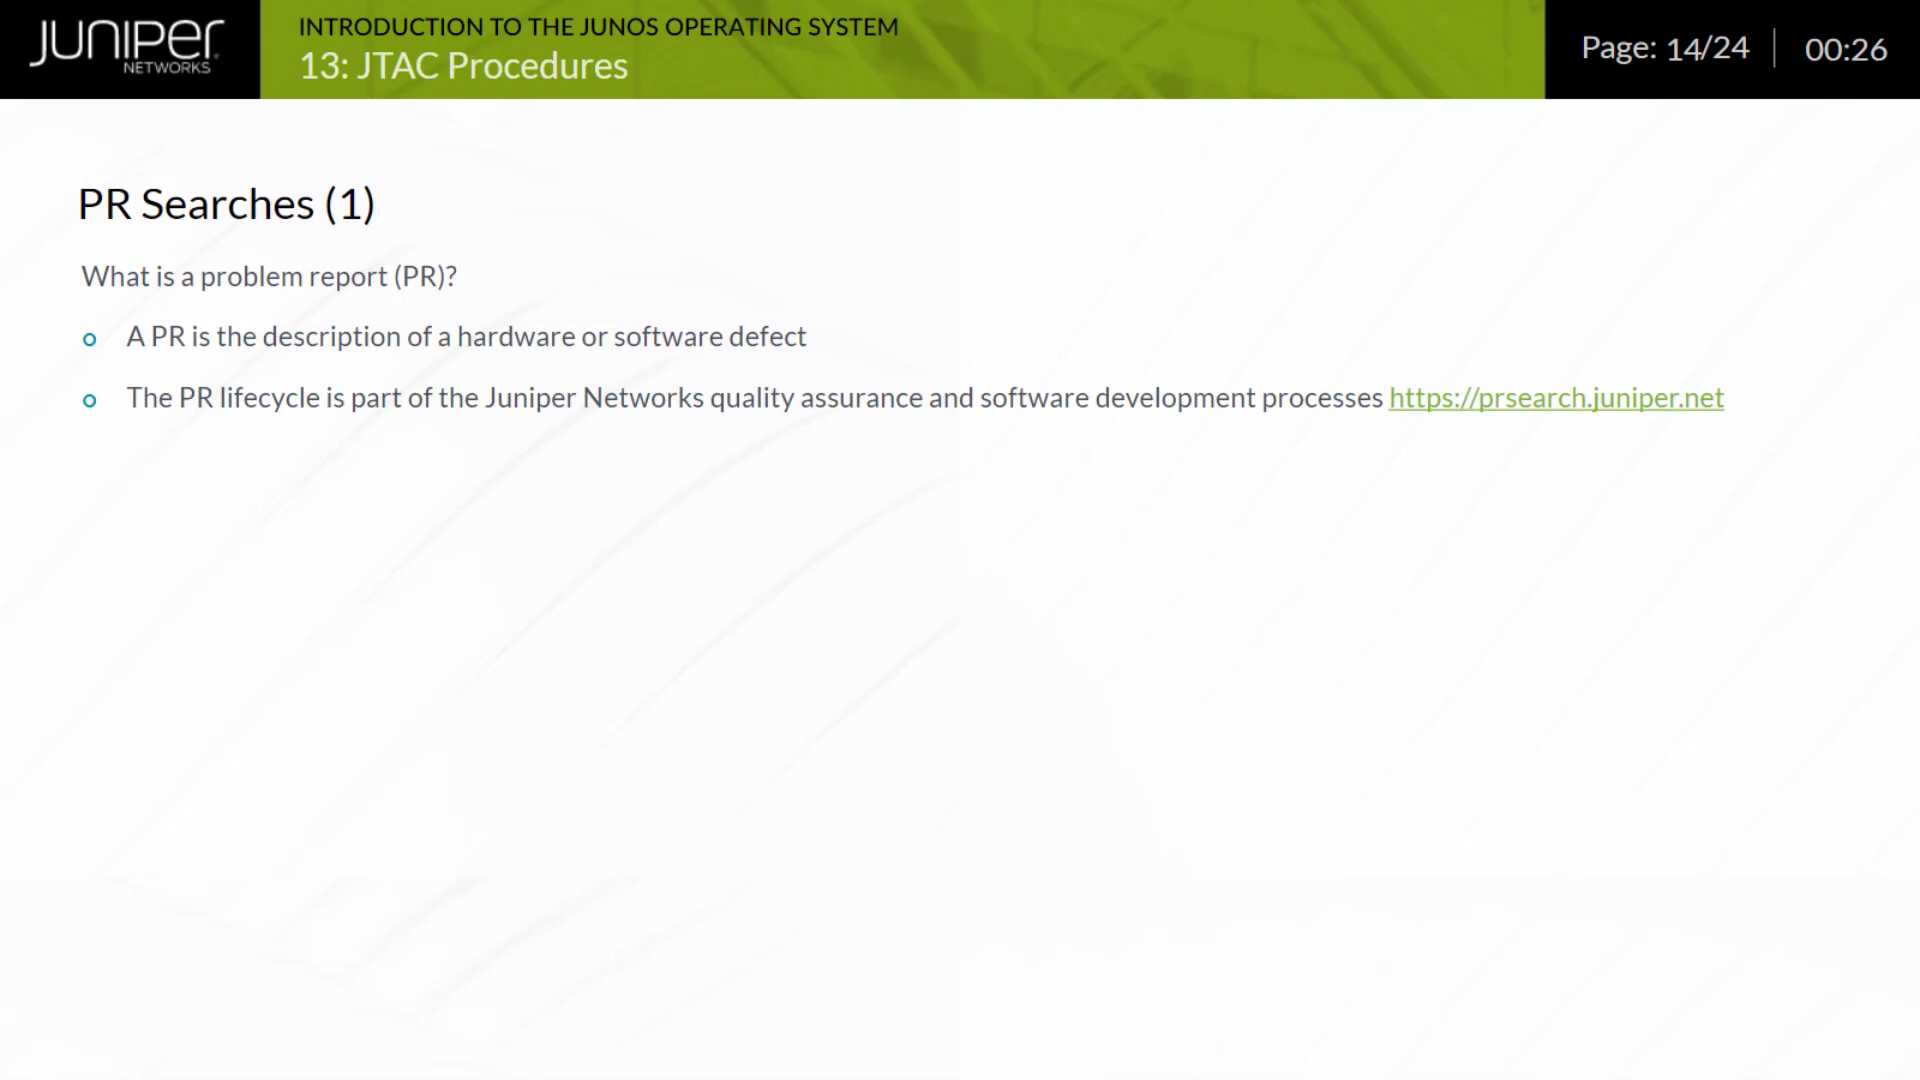 JUNIPER NETWORKS
INTRODUCTION TO THE JUNOS OPERATING SYSTEM
13: JTAC Procedures
Page: 14/24
00:26
PR Searches (1)
What is a problem report (PR)?
A PR is the description of a hardware or software defect
The PR lifecycle is part of the Juniper Networks quality assurance and software development processes https://prsearch.juniper.net